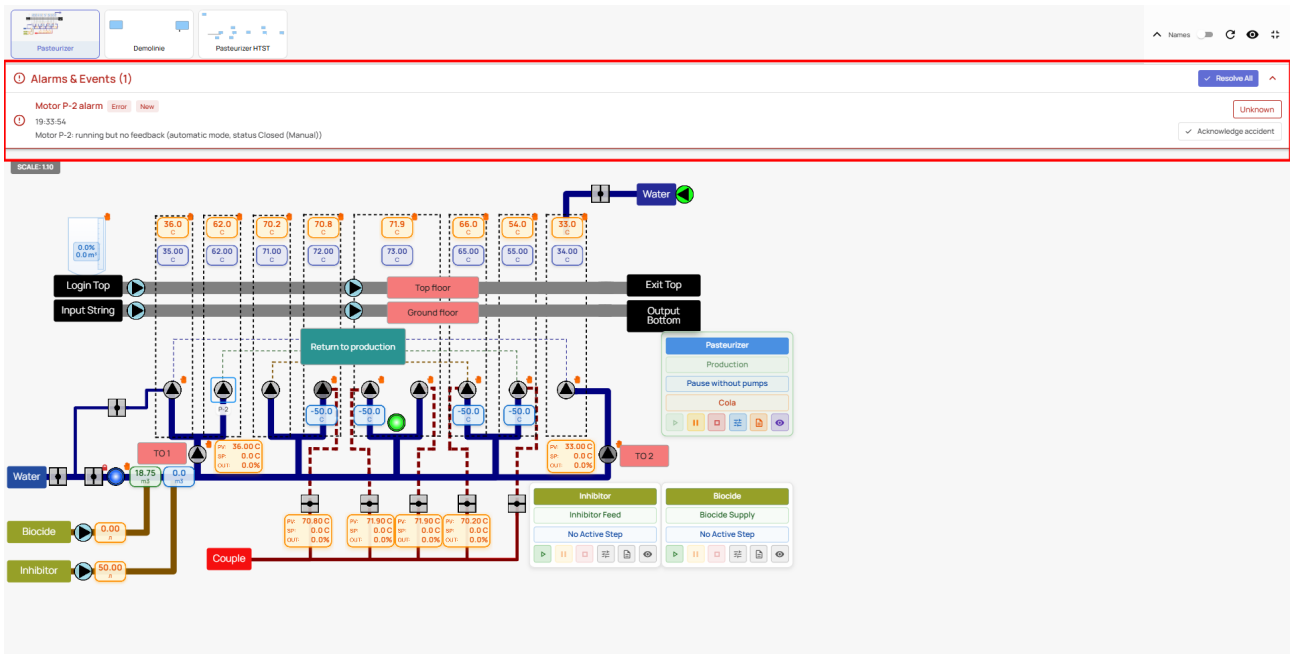 Pasteurizer
Demolinie
Pasteurizer HTST
Names
Alarms & Events (1)
Resolve All
Motor P-2 alarm Error New
19:33:54
Motor P-2: running but no feedback (automatic mode, status Closed (Manual))
Unknown
Acknowledge accident
SCALE: 1.10
Water
36.0 C
62.0 C
70.2 C
70.8 C
71.9 C
66.0 C
54.0 C
33.0 C
0.0%
0.0 m³
35.00 C
62.00 C
71.00 C
72.00 C
73.00 C
65.00 C
55.00 C
34.00 C
Login Top
Top floor
Exit Top
Input String
Ground floor
Output
Bottom
Return to production
Pasteurizer
Production
Pause without pumps
Cola
P-2
-50.0 C
-50.0 C
-50.0 C
-50.0 C
TO 1
PV: 36.00 C
SP: 0.0 C
OUT: 0.0%
PV: 33.00 C
SP: 0.0 C
OUT: 0.0%
TO 2
Water
18.75
m3
0.0
m3
Biocide
0.00
Inhibitor
50.00
PV: 70.80 C
SP: 0.0 C
OUT: 0.0%
PV: 71.90 C
SP: 0.0 C
OUT: 0.0%
PV: 71.90 C
SP: 0.0 C
OUT: 0.0%
PV: 70.20 C
SP: 0.0 C
OUT: 0.0%
Couple
Inhibitor
Inhibitor Feed
No Active Step
Biocide
Biocide Supply
No Active Step